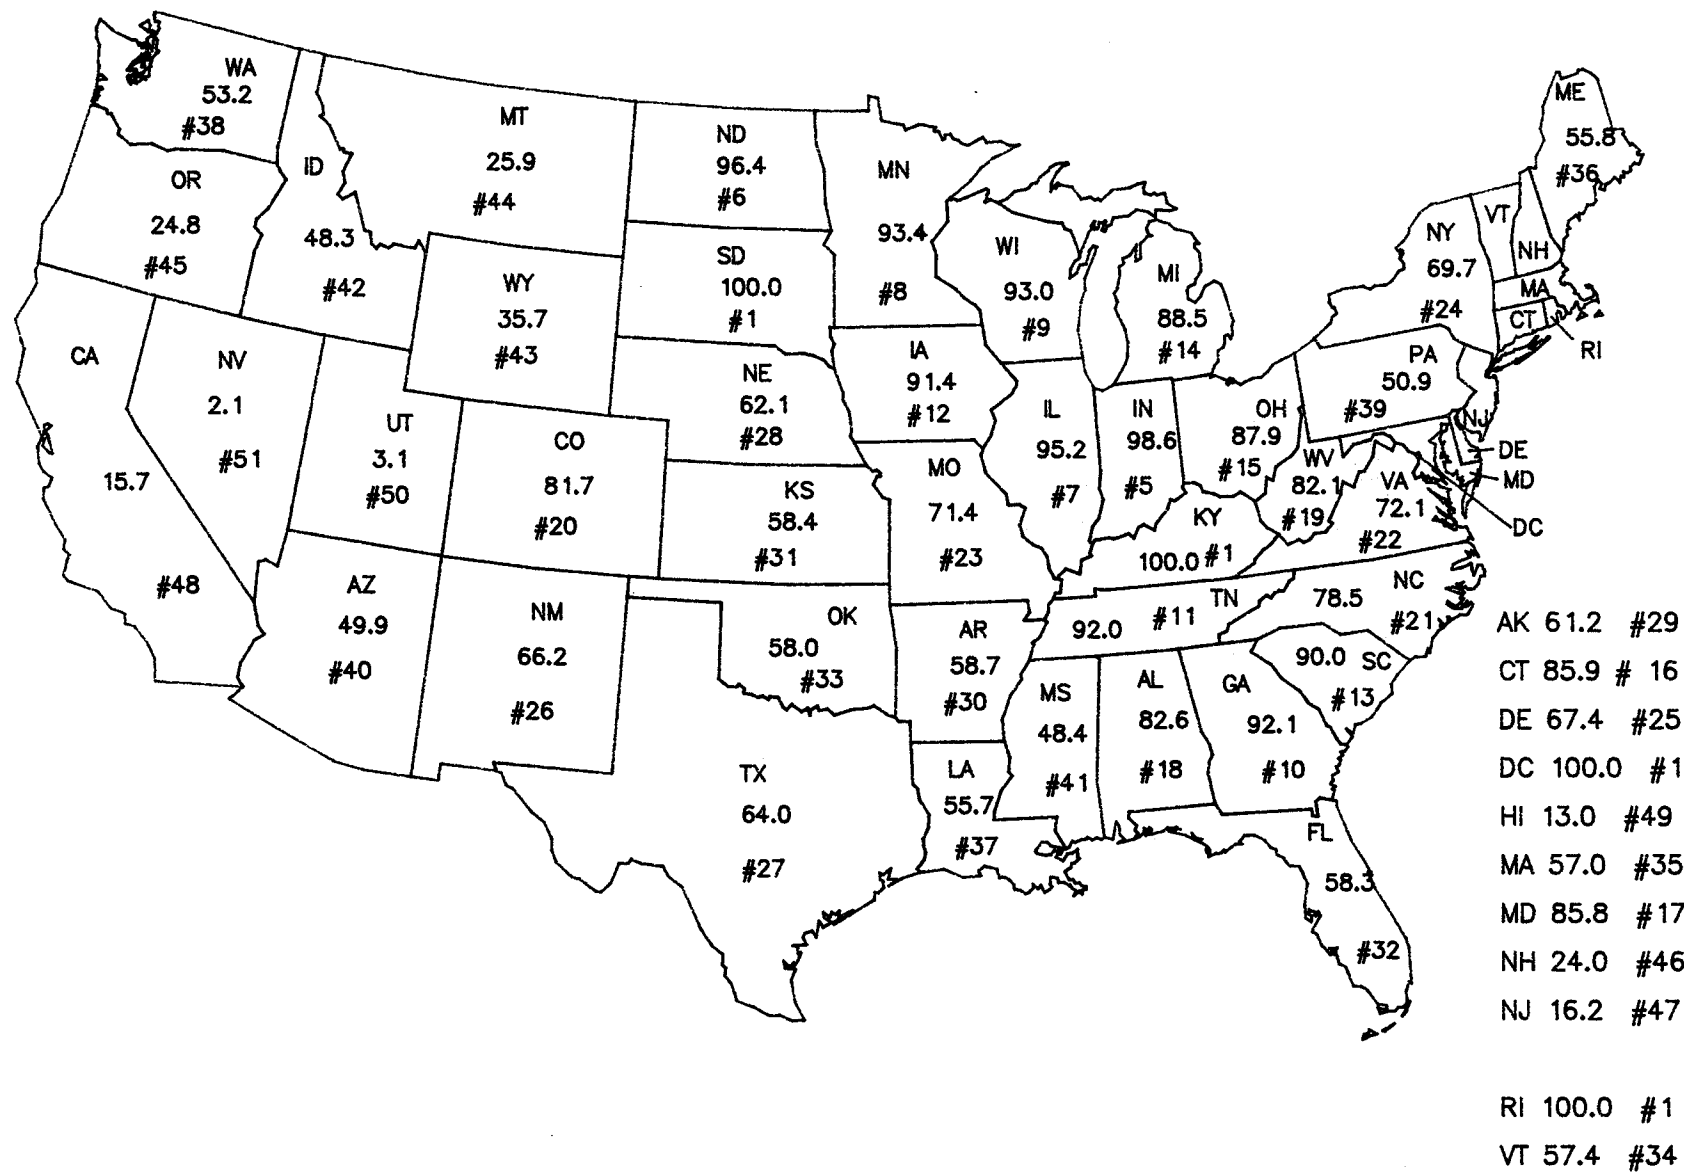 WA
53.2
#38
OR
24.8
#45
ID
48.3
#42
MT
25.9
#44
WY
35.7
#43
ND
96.4
#6
SD
100.0
#1
NE
62.1
#28
MN
93.4
#8
WI
93.0
#9
MI
88.5
#14
IA
91.4
#12
CA
15.7
#48
NV
2.1
#51
UT
3.1
#50
CO
81.7
#20
KS
58.4
#31
MO
71.4
#23
IL
95.2
#7
IN
98.6
#5
OH
87.9
#15
WV
82.1
#19
VA
72.1
#22
KY
100.0 #1
PA
50.9
#39
NY
69.7
#24
ME
55.8
#36
VT
NH
MA
CT
RI
NJ
DE
MD
DC
AZ
49.9
#40
NM
66.2
#26
OK
58.0
#33
TX
64.0
#27
AR
58.7
#30
LA
55.7
#37
MS
48.4
#41
AL
82.6
#18
GA
92.1
#10
TN
92.0 #11
NC
78.5
#21
90.0 SC
#13
FL
58.3
#32
AK 61.2 #29
CT 85.9 # 16
DE 67.4 #25
DC 100.0 #1
HI 13.0 #49
MA 57.0 #35
MD 85.8 #17
NH 24.0 #46
NJ 16.2 #47
RI 100.0 #1
VT 57.4 #34